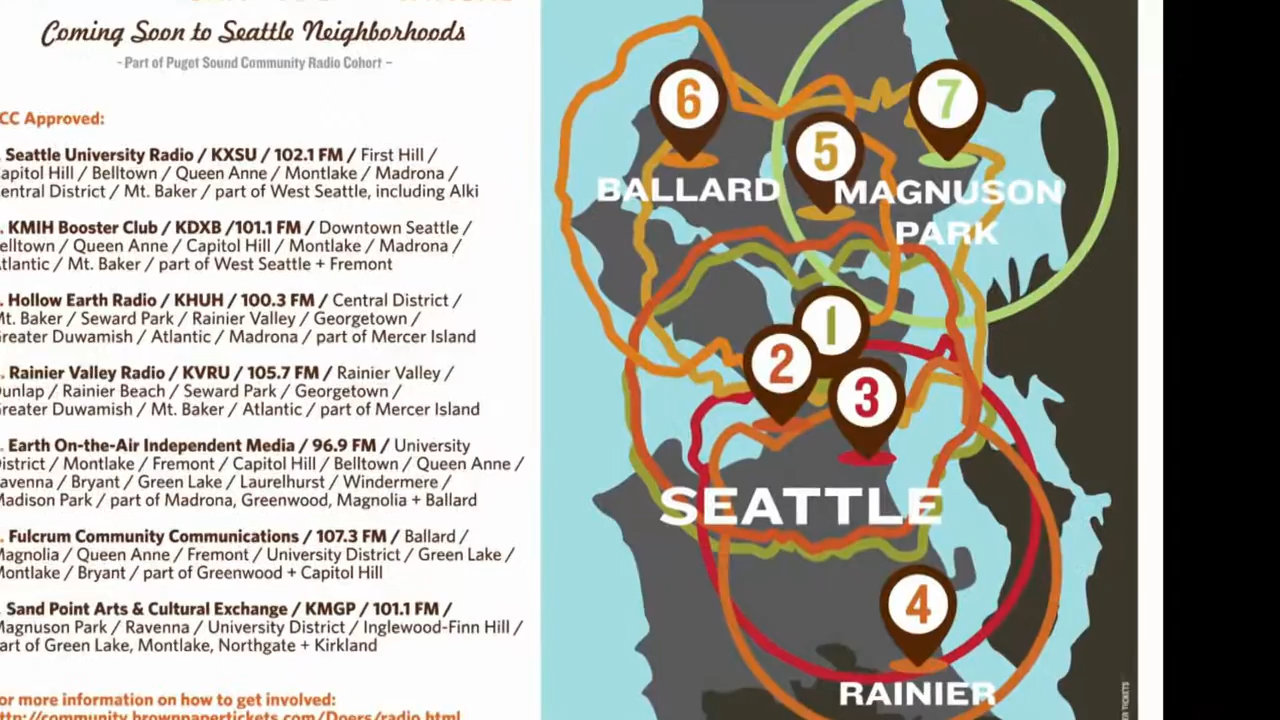 Coming Soon to Seattle Neighborhoods
- Part of Puget Sound Community Radio Cohort -
CC Approved:
Seattle University Radio / KXSU / 102.1 FM / First Hill /
apitol Hill / Belltown / Queen Anne / Montlake / Madrona /
entral District / Mt. Baker / part of West Seattle, including Alki
. KMIH Booster Club / KDXB /101.1 FM / Downtown Seattle /
elltown / Queen Anne / Capitol Hill / Montlake / Madrona /
tlantic / Mt. Baker / part of West Seattle + Fremont
. Hollow Earth Radio / KHUH / 100.3 FM / Central District /
Mt. Baker / Seward Park / Rainier Valley / Georgetown /
reater Duwamish / Atlantic / Madrona / part of Mercer Island
. Rainier Valley Radio / KVRU / 105.7 FM / Rainier Valley /
unlap / Rainier Beach / Seward Park / Georgetown /
reater Duwamish / Mt. Baker / Atlantic / part of Mercer Island
. Earth On-the-Air Independent Media / 96.9 FM / University
istrict / Montlake / Fremont / Capitol Hill / Belltown / Queen Anne /
avenna / Bryant / Green Lake / Laurelhurst / Windermere /
Madison Park / part of Madrona, Greenwood, Magnolia + Ballard
. Fulcrum Community Communications / 107.3 FM / Ballard /
Magnolia / Queen Anne / Fremont / University District / Green Lake /
Montlake / Bryant / part of Greenwood + Capitol Hill
. Sand Point Arts & Cultural Exchange / KMGP / 101.1 FM /
Magnuson Park / Ravenna / University District / Inglewood-Finn Hill /
art of Green Lake, Montlake, Northgate + Kirkland
or more information on how to get involved:
ttp://community.brownpapertickets.com/Doers/radio.html
6
7
5
BALLARD
MAGNUSON
PARK
1
2
3
SEATTLE
4
RAINIER
ER TICKETS